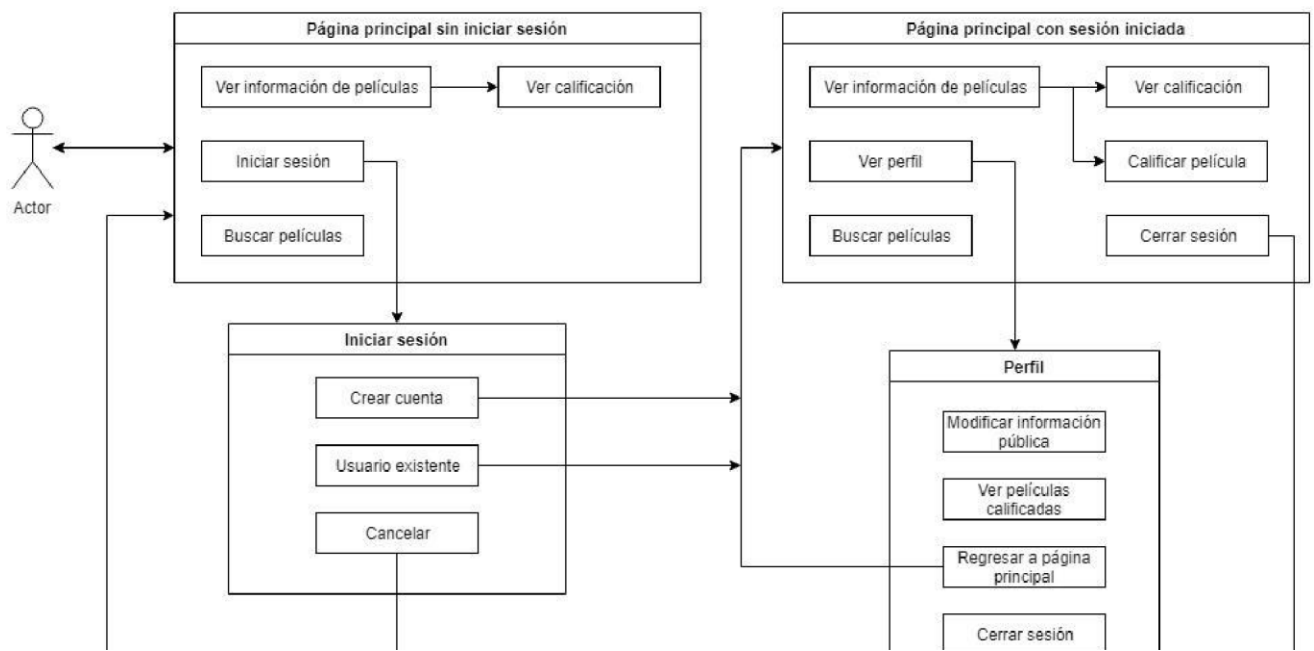 Página principal sin iniciar sesión
Ver información de películas
Ver calificación
Iniciar sesión
Buscar películas
Actor
Página principal con sesión iniciada
Ver información de películas
Ver calificación
Ver perfil
Calificar película
Buscar películas
Cerrar sesión
Iniciar sesión
Crear cuenta
Usuario existente
Cancelar
Perfil
Modificar información
pública
Ver películas
calificadas
Regresar a página
principal
Cerrar sesión